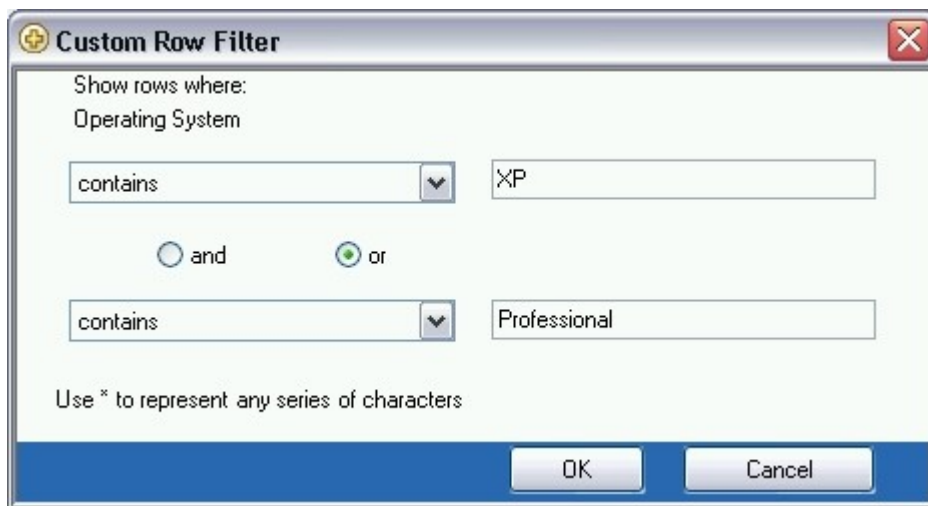 Custom Row Filter
Show rows where:
Operating System
contains XP
and or
contains Professional
Use * to represent any series of characters
OK Cancel